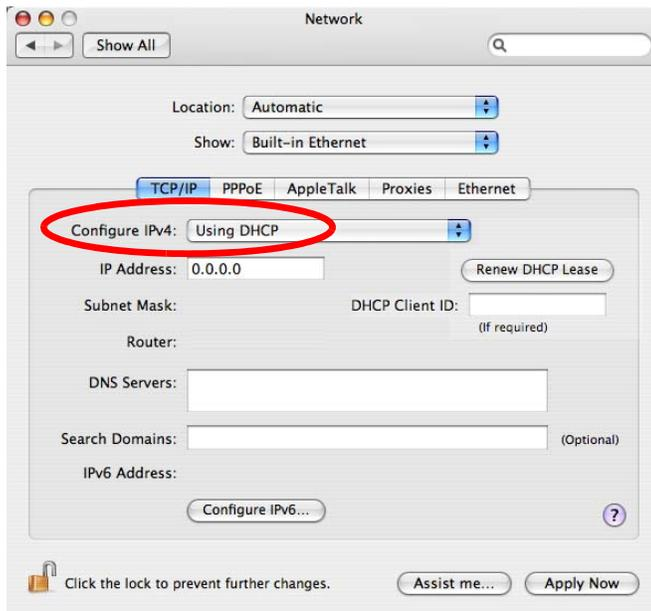 Network
Show All
Location: Automatic
Show: Built-in Ethernet
TCP/IP PPPoE AppleTalk Proxies Ethernet
Configure IPv4: Using DHCP
IP Address: 0.0.0.0 Renew DHCP Lease
Subnet Mask: DHCP Client ID:
(If required)
Router:
DNS Servers:
Search Domains: (Optional)
IPv6 Address:
Configure IPv6... ?
Click the lock to prevent further changes. Assist me... Apply Now